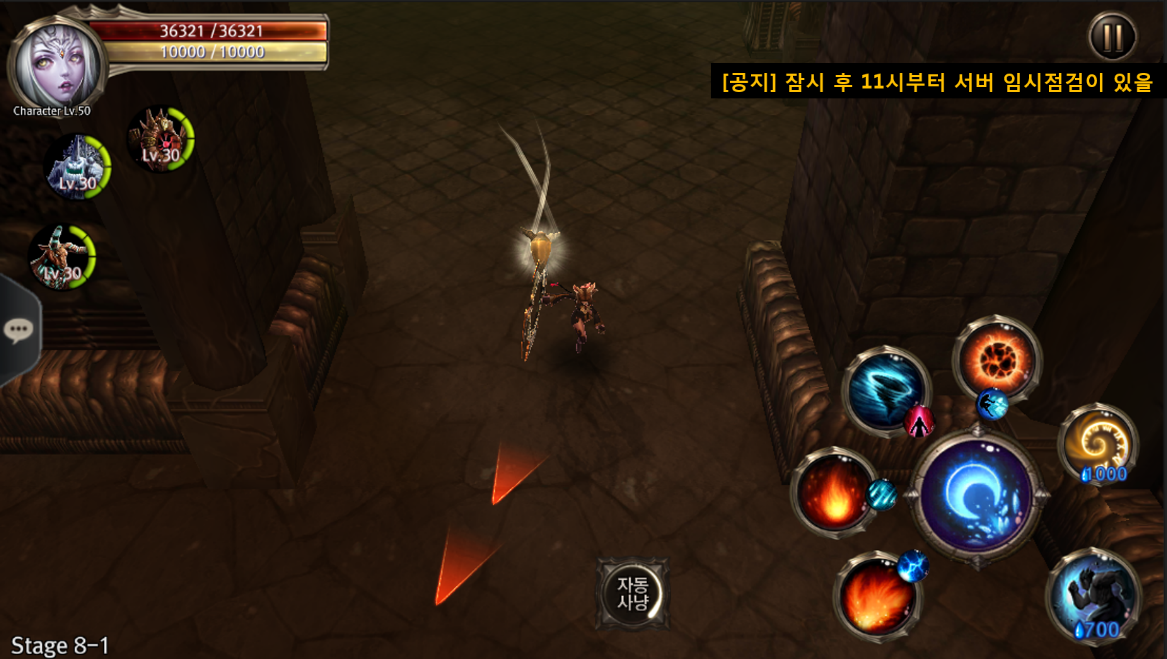 36321 /36321
10000 /10000
[공지] 잠시 후 11시부터 서버 임시점검이 있을
Character Lv.50
Lv.30
Lv.30
Lv.30
1000
자동
사냥
700
Stage 8-1